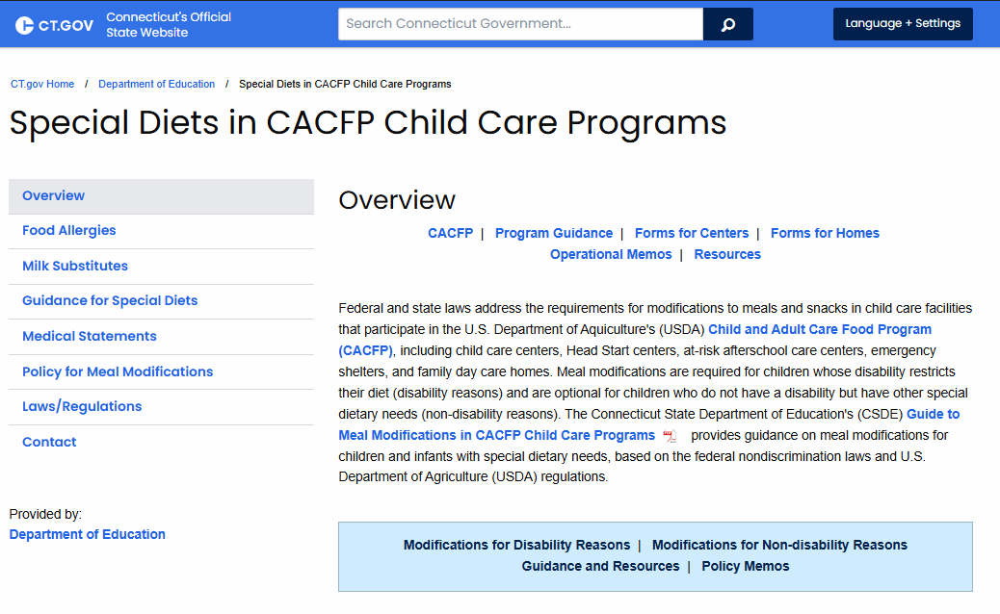 CT.GOV
Connecticut's Official
State Website
Search Connecticut Government...
Language + Settings
CT.gov Home / Department of Education / Special Diets in CACFP Child Care Programs
Special Diets in CACFP Child Care Programs
Overview
Food Allergies
Milk Substitutes
Guidance for Special Diets
Medical Statements
Policy for Meal Modifications
Laws/Regulations
Contact
Provided by:
Department of Education
Overview
CACFP | Program Guidance | Forms for Centers | Forms for Homes
Operational Memos | Resources
Federal and state laws address the requirements for modifications to meals and snacks in child care facilities
that participate in the U.S. Department of Aquiculture's (USDA) Child and Adult Care Food Program
(CACFP), including child care centers, Head Start centers, at-risk afterschool care centers, emergency
shelters, and family day care homes. Meal modifications are required for children whose disability restricts
their diet (disability reasons) and are optional for children who do not have a disability but have other special
dietary needs (non-disability reasons). The Connecticut State Department of Education's (CSDE) Guide to
Meal Modifications in CACFP Child Care Programs provides guidance on meal modifications for
children and infants with special dietary needs, based on the federal nondiscrimination laws and U.S.
Department of Agriculture (USDA) regulations.
Modifications for Disability Reasons | Modifications for Non-disability Reasons
Guidance and Resources | Policy Memos